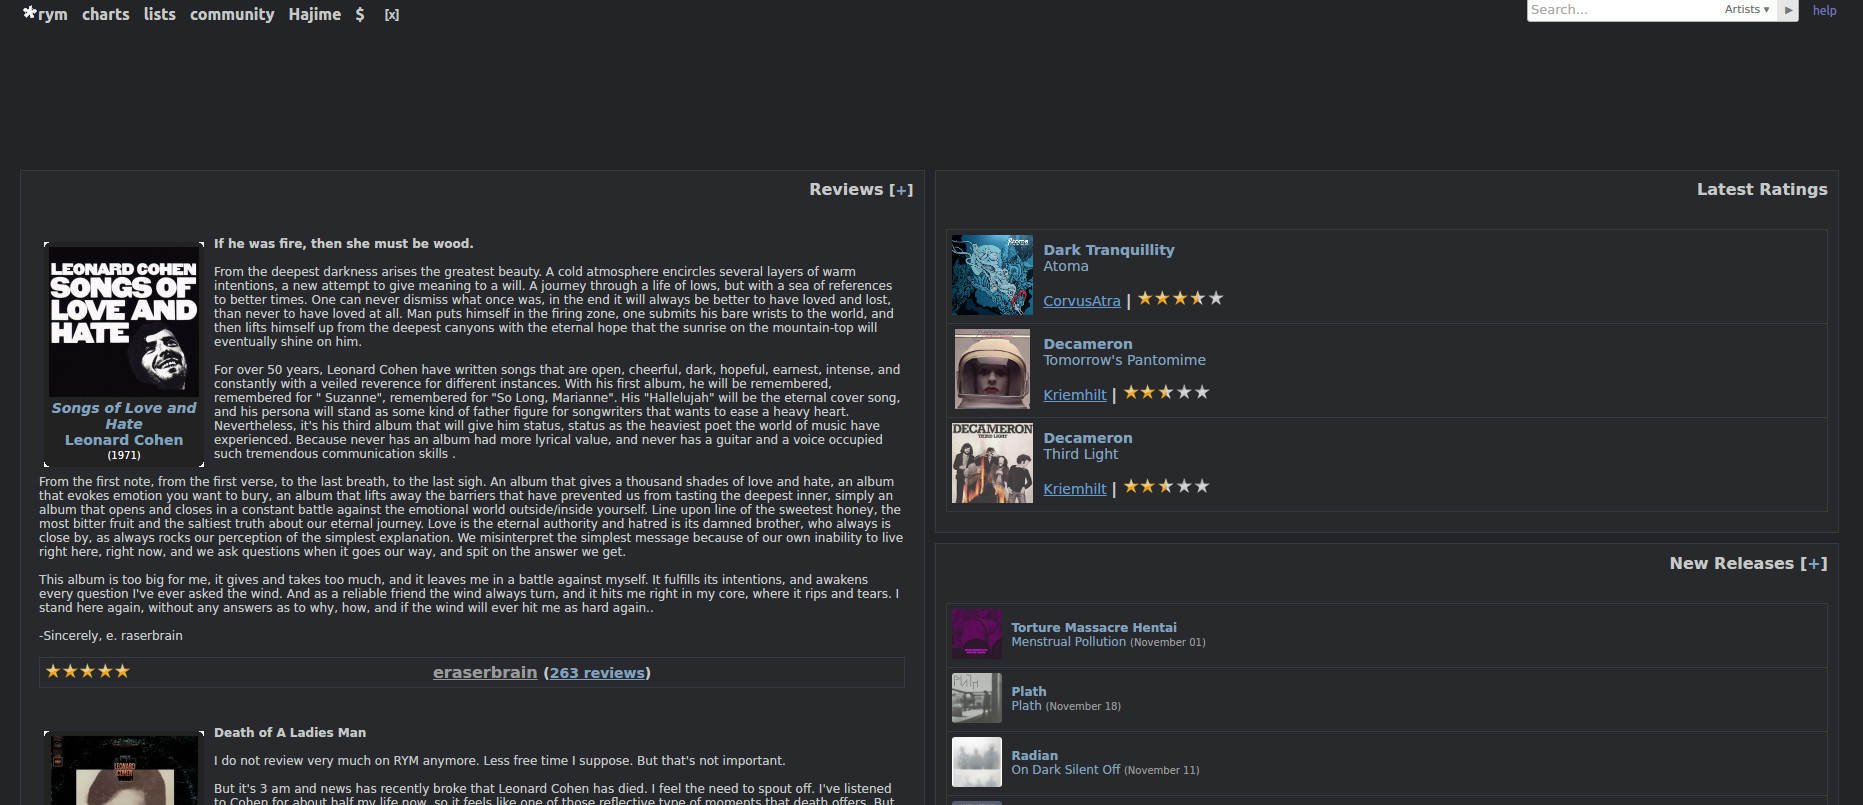 *rym charts lists community Hajime $ [x]
Search... Artists ▾ ▶ help
Reviews [+]
LEONARD COHEN
SONGS OF
LOVE AND
HATE
Songs of Love and
Hate
Leonard Cohen
(1971)
If he was fire, then she must be wood.
From the deepest darkness arises the greatest beauty. A cold atmosphere encircles several layers of warm
intentions, a new attempt to give meaning to a will. A journey through a life of lows, but with a sea of references
to better times. One can never dismiss what once was, in the end it will always be better to have loved and lost,
than never to have loved at all. Man puts himself in the firing zone, one submits his bare wrists to the world, and
then lifts himself up from the deepest canyons with the eternal hope that the sunrise on the mountain-top will
eventually shine on him.
For over 50 years, Leonard Cohen have written songs that are open, cheerful, dark, hopeful, earnest, intense, and
constantly with a veiled reverence for different instances. With his first album, he will be remembered,
remembered for " Suzanne", remembered for "So Long, Marianne". His "Hallelujah" will be the eternal cover song,
and his persona will stand as some kind of father figure for songwriters that wants to ease a heavy heart.
Nevertheless, it's his third album that will give him status, status as the heaviest poet the world of music have
experienced. Because never has an album had more lyrical value, and never has a guitar and a voice occupied
such tremendous communication skills .
From the first note, from the first verse, to the last breath, to the last sigh. An album that gives a thousand shades of love and hate, an album
that evokes emotion you want to bury, an album that lifts away the barriers that have prevented us from tasting the deepest inner, simply an
album that opens and closes in a constant battle against the emotional world outside/inside yourself. Line upon line of the sweetest honey, the
most bitter fruit and the saltiest truth about our eternal journey. Love is the eternal authority and hatred is its damned brother, who always is
close by, as always rocks our perception of the simplest explanation. We misinterpret the simplest message because of our own inability to live
right here, right now, and we ask questions when it goes our way, and spit on the answer we get.
This album is too big for me, it gives and takes too much, and it leaves me in a battle against myself. It fulfills its intentions, and awakens
every question I've ever asked the wind. And as a reliable friend the wind always turn, and it hits me right in my core, where it rips and tears. I
stand here again, without any answers as to why, how, and if the wind will ever hit me as hard again..
-Sincerely, e. raserbrain
eraserbrain (263 reviews)
LEONARD
COHEN
Death of A Ladies Man
I do not review very much on RYM anymore. Less free time I suppose. But that's not important.
But it's 3 am and news has recently broke that Leonard Cohen has died. I feel the need to spout off. I've listened
to Cohen for about half my life now, so it feels like one of those reflective type of moments that death offers. But
Latest Ratings
Dark Tranquillity
Atoma
CorvusAtra |
Decameron
Tomorrow's Pantomime
Kriemhilt |
DECAMERON
THIRD LIGHT
Decameron
Third Light
Kriemhilt |
New Releases [+]
Torture Massacre Hentai
Menstrual Pollution (November 01)
Plath
Plath (November 18)
Radian
On Dark Silent Off (November 11)